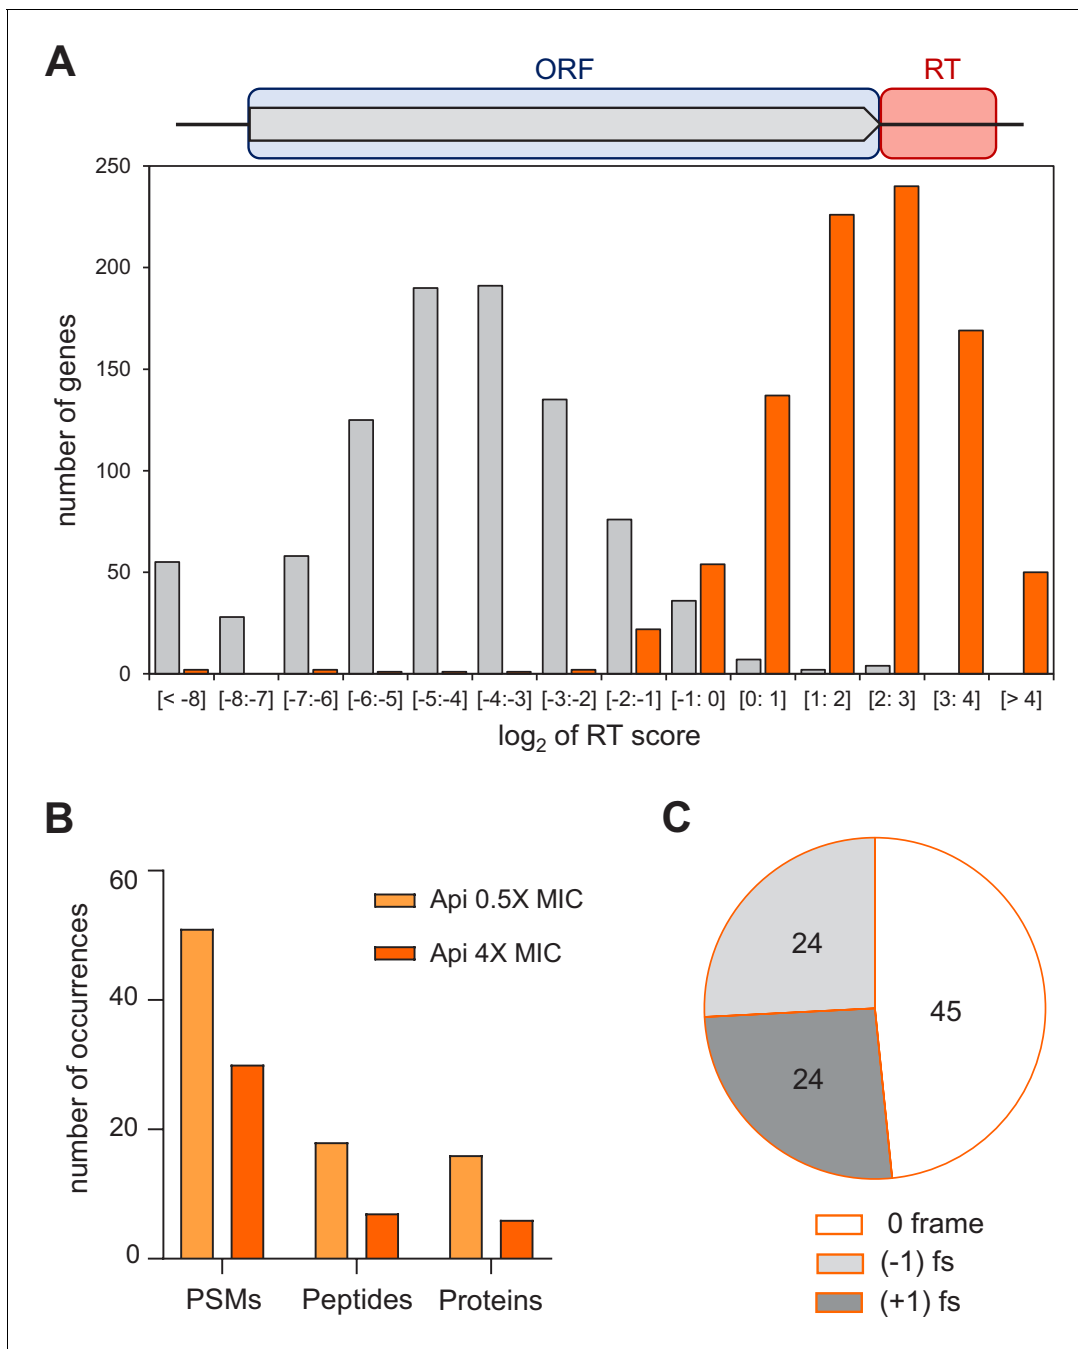 A
ORF RT
250
200
150
100
50
0
number of genes
[< -8] [-8:-7] [-7:-6] [-6:-5] [-5:-4] [-4:-3] [-3:-2] [-2:-1] [-1: 0] [0: 1] [1: 2] [2: 3] [3: 4] [> 4]
log2 of RT score
B
60
40
20
0
number of occurrences
Api 0.5X MIC
Api 4X MIC
PSMs Peptides Proteins
C
24
45
24
0 frame
(-1) fs
(+1) fs